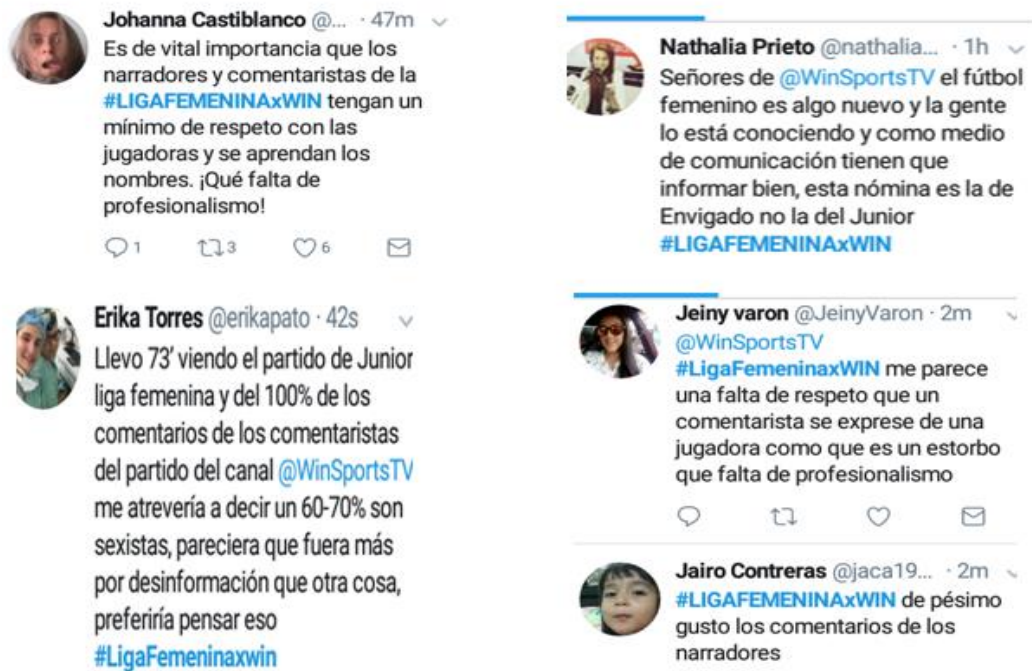 Johanna Castiblanco @... · 47m
Es de vital importancia que los
narradores y comentaristas de la
#LIGAFEMENINAxWIN tengan un
mínimo de respeto con las
jugadoras y se aprendan los
nombres. ¡Qué falta de
profesionalismo!
1 3 6
Erika Torres @erikapato · 42s
Llevo 73' viendo el partido de Junior
liga femenina y del 100% de los
comentarios de los comentaristas
del partido del canal @WinSportsTV
me atrevería a decir un 60-70% son
sexistas, pareciera que fuera más
por desinformación que otra cosa,
preferiría pensar eso
#LigaFemeninaxwin
Nathalia Prieto @nathalia... · 1h
Señores de @WinSportsTV el fútbol
femenino es algo nuevo y la gente
lo está conociendo y como medio
de comunicación tienen que
informar bien, esta nómina es la de
Envigado no la del Junior
#LIGAFEMENINAxWIN
Jeiny varon @JeinyVaron · 2m
@WinSportsTV
#LigaFemeninaxWIN me parece
una falta de respeto que un
comentarista se exprese de una
jugadora como que es un estorbo
que falta de profesionalismo
Jairo Contreras @jaca19... · 2m
#LIGAFEMENINAxWIN de pésimo
gusto los comentarios de los
narradores